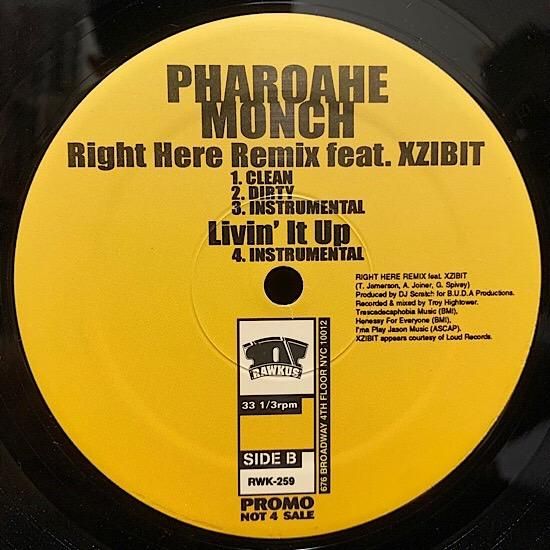 PHAROAHE
MONCH
Right Here Remix feat. XZIBIT
1. CLEAN
2. DIRTY
3. INSTRUMENTAL
Livin' It Up
4. INSTRUMENTAL
RIGHT HERE REMIX feat. XZIBIT
(T. Jamerson, A. Joiner, G. Spivey)
Produced by DJ Scratch for B.U.D.A Productions.
Recorded & mixed by Troy Hightower.
Trescadecaphobia Music (BMI),
Henessy For Everyone (BMI),
I'ma Play Jason Music (ASCAP).
XZIBIT appears courtesy of Loud Records.
RAWKUS
33 1/3rpm
SIDE B
RWK-259
676 BROADWAY 4TH FLOOR NYC 10012
PROMO
NOT 4 SALE